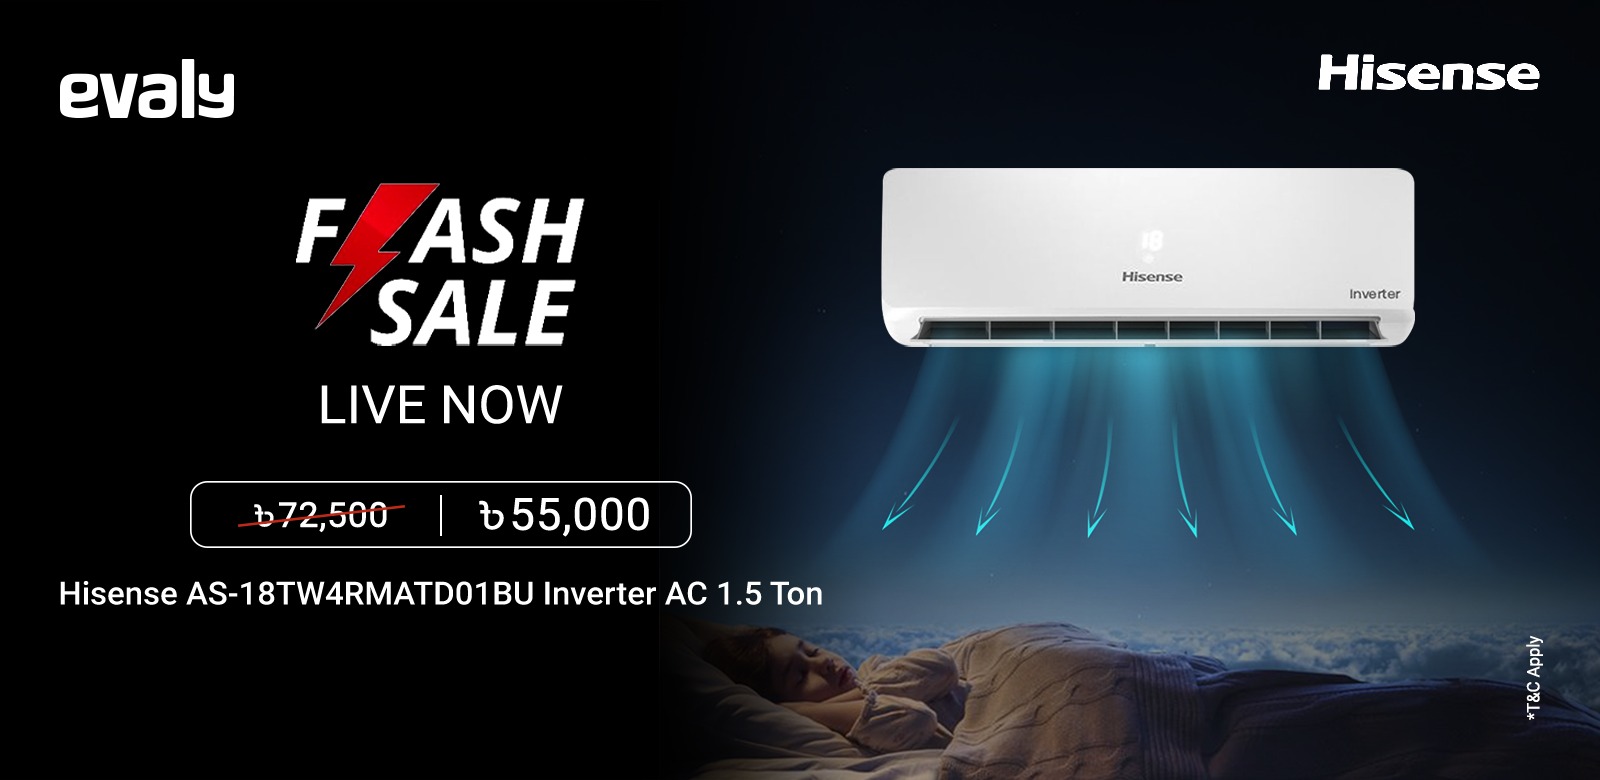 evaly
Hisense
FLASH
SALE
LIVE NOW
৳72,500 | ৳55,000
Hisense AS-18TW4RMATD01BU Inverter AC 1.5 Ton
18
Hisense
Inverter
*T&C Apply